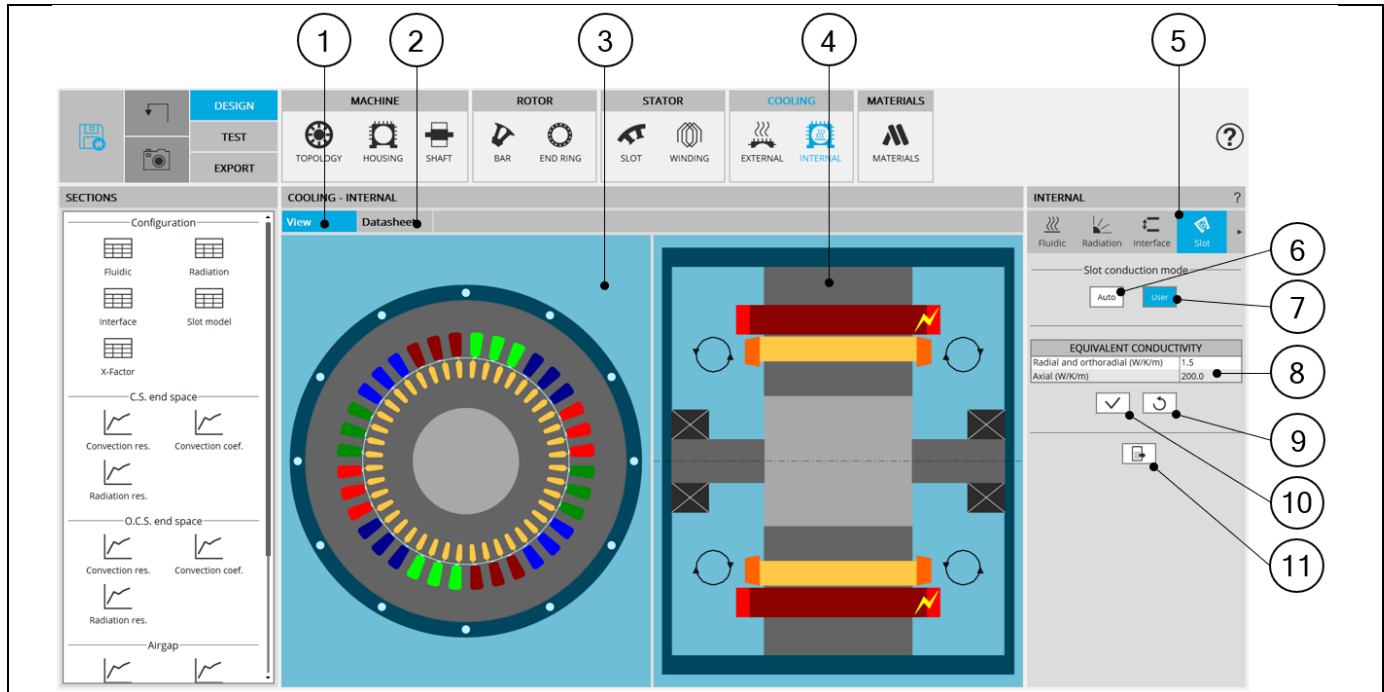 1
2
3
4
5
DESIGN
TEST
EXPORT
MACHINE
ROTOR
STATOR
COOLING
MATERIALS
TOPOLOGY
HOUSING
SHAFT
BAR
END RING
SLOT
WINDING
EXTERNAL
INTERNAL
MATERIALS
?
SECTIONS
COOLING - INTERNAL
INTERNAL
?
View
Datasheet
Configuration
Fluidic
Radiation
Interface
Slot model
X-Factor
C.S. end space
Convection res.
Convection coef.
Radiation res.
O.C.S. end space
Convection res.
Convection coef.
Radiation res.
Airgap
Fluidic
Radiation
Interface
Slot
Slot conduction mode
Auto
User
EQUIVALENT CONDUCTIVITY
Radial and orthoradial (W/K/m) 1.5
Axial (W/K/m) 200.0
6
7
8
9
10
11